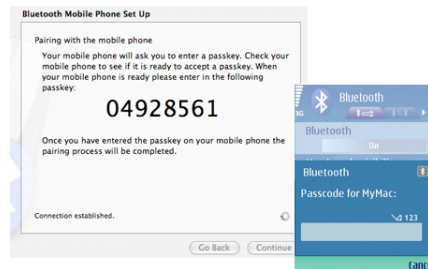 Bluetooth Mobile Phone Set Up
Pairing with the mobile phone
Your mobile phone will ask you to enter a passkey. Check your
mobile phone to see if it is ready to accept a passkey. When
your mobile phone is ready please enter in the following
passkey:
04928561
Once you have entered the passkey on your mobile phone the
pairing process will be completed.
Connection established.
Go Back
Continue
3G
Bluetooth
Bluetooth
On
Bluetooth
Passcode for MyMac:
123
Canc